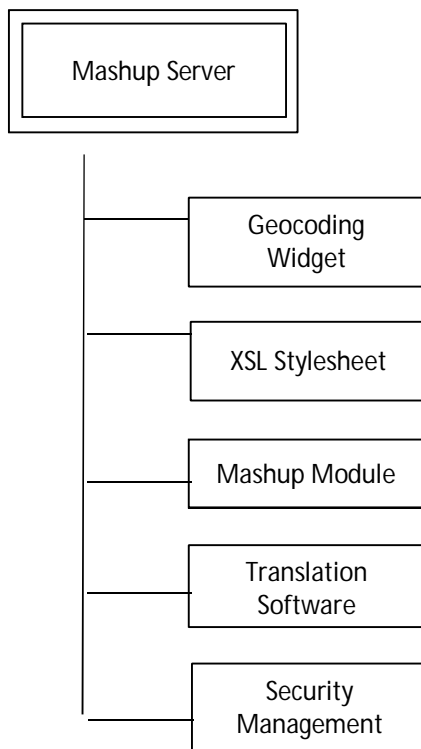 Mashup Server
Geocoding
Widget
XSL Stylesheet
Mashup Module
Translation
Software
Security
Management